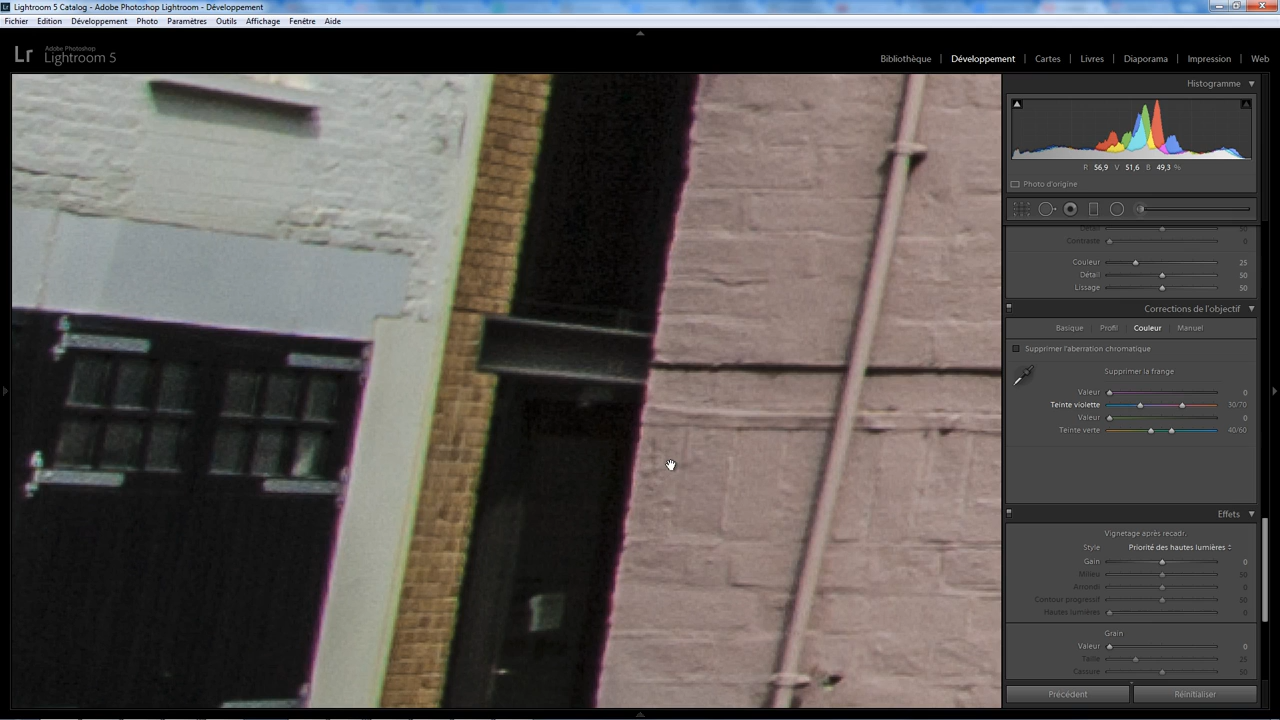 Lightroom 5 Catalog - Adobe Photoshop Lightroom - Développement
Fichier Edition Développement Photo Paramètres Outils Affichage Fenêtre Aide
Lr Adobe Photoshop
Lightroom 5
Bibliothèque | Développement | Cartes | Livres | Diaporama | Impression | Web
Histogramme
R 56,9 V 51,6 B 49,3 %
Photo d'origine
Détail 50
Contraste 0
Couleur 25
Détail 50
Lissage 50
Corrections de l'objectif
Basique Profil Couleur Manuel
Supprimer l'aberration chromatique
Supprimer la frange
Valeur 0
Teinte violette 30/70
Valeur 0
Teinte verte 40/60
Effets
Vignetage après recadr.
Style Priorité des hautes lumières
Gain 0
Milieu 50
Arrondi 0
Contour progressif 50
Hautes lumières 0
Grain
Valeur 0
Taille 25
Cassure 50
Précédent Réinitialiser